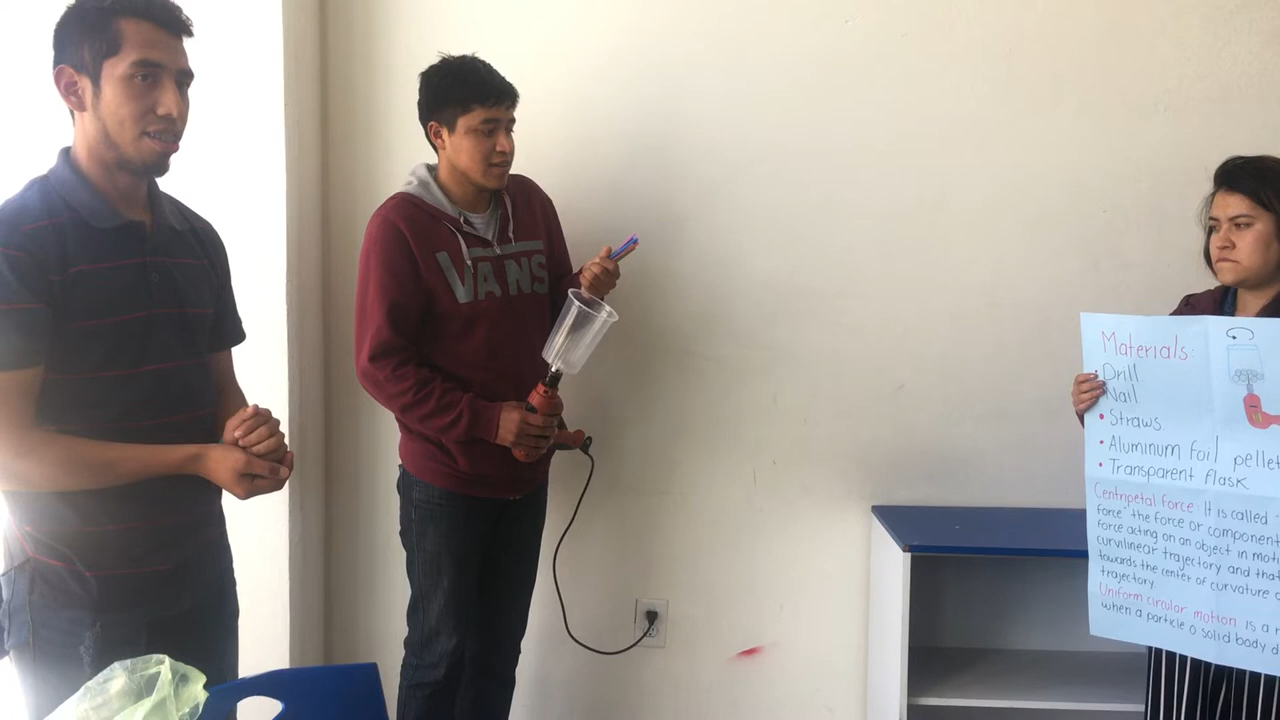 VANS
Materials:
• Drill
Nail
• Straws.
• Aluminum foil pellet
• Transparent flask
Centripetal force: It is called
force" the force or component
force acting on an object in moti
curvilinear trajectory and that
towards the center of curvature o
trajectory.
Uniform circular motion is a r
when a particle o solid body d